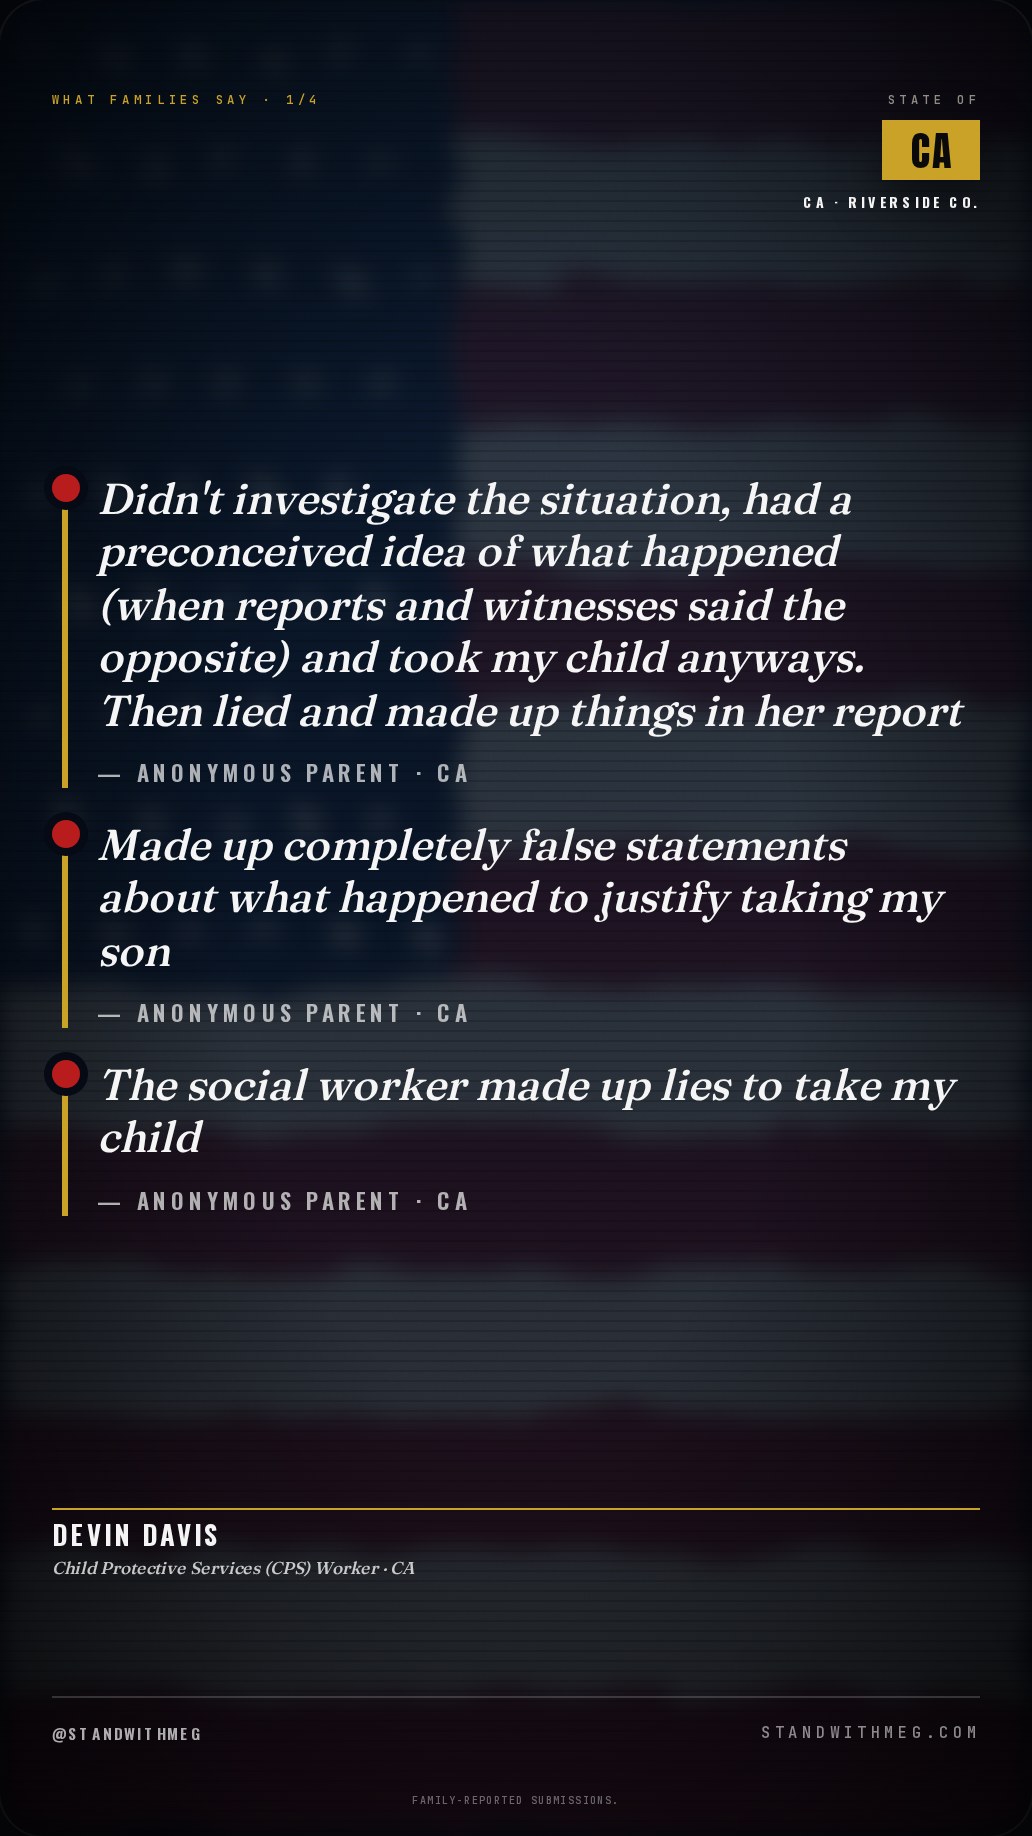 WHAT FAMILIES SAY · 1/4
STATE OF
CA
CA · RIVERSIDE CO.
Didn't investigate the situation, had a
preconceived idea of what happened
(when reports and witnesses said the
opposite) and took my child anyways.
Then lied and made up things in her report
— ANONYMOUS PARENT · CA
Made up completely false statements
about what happened to justify taking my
son
— ANONYMOUS PARENT · CA
The social worker made up lies to take my
child
— ANONYMOUS PARENT · CA
DEVIN DAVIS
Child Protective Services (CPS) Worker · CA
@STANDWITHMEG
STANDWITHMEG.COM
FAMILY-REPORTED SUBMISSIONS.